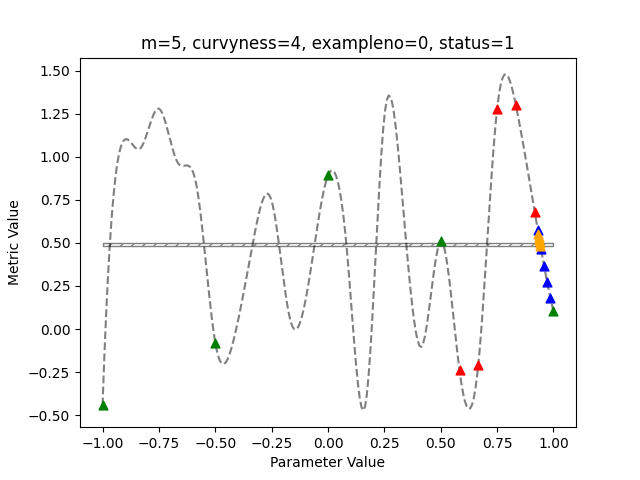 m=5, curvyness=4, exampleno=0, status=1
1.50
1.25
1.00
0.75
0.50
0.25
0.00
−0.25
−0.50
Metric Value
−1.00 −0.75 −0.50 −0.25 0.00 0.25 0.50 0.75 1.00
Parameter Value